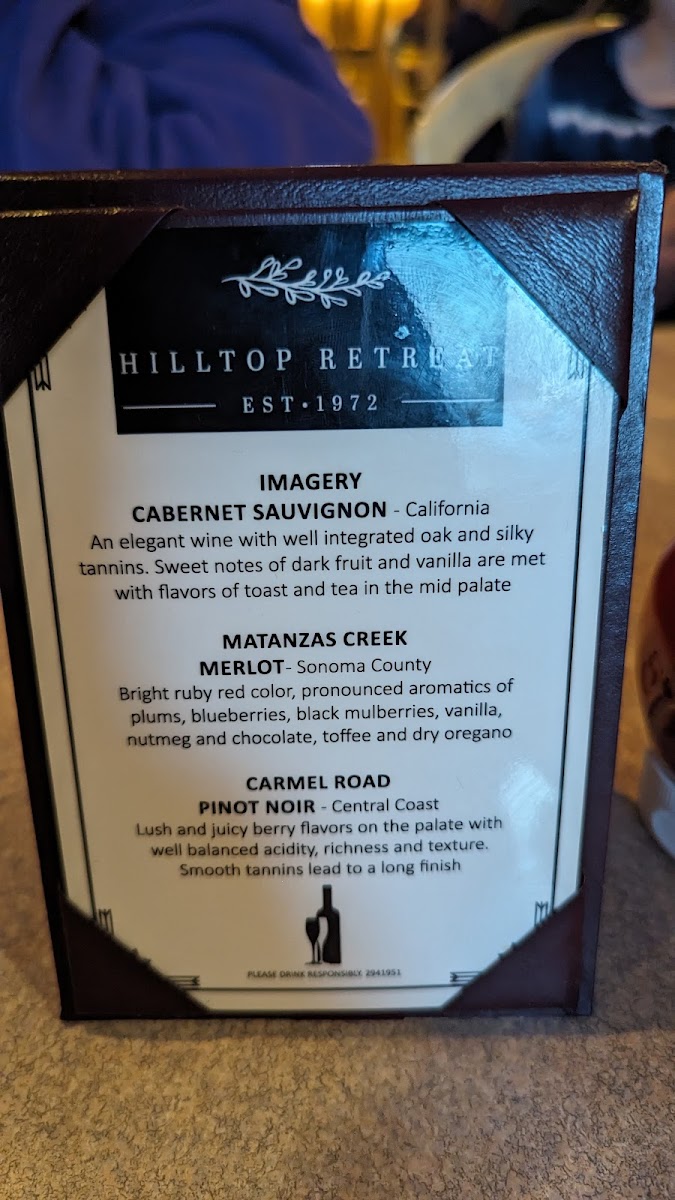 HILLTOP RETREAT
EST•1972
IMAGERY
CABERNET SAUVIGNON - California
An elegant wine with well integrated oak and silky
tannins. Sweet notes of dark fruit and vanilla are met
with flavors of toast and tea in the mid palate
MATANZAS CREEK
MERLOT- Sonoma County
Bright ruby red color, pronounced aromatics of
plums, blueberries, black mulberries, vanilla,
nutmeg and chocolate, toffee and dry oregano
CARMEL ROAD
PINOT NOIR - Central Coast
Lush and juicy berry flavors on the palate with
well balanced acidity, richness and texture.
Smooth tannins lead to a long finish
PLEASE DRINK RESPONSIBLY. 2941951